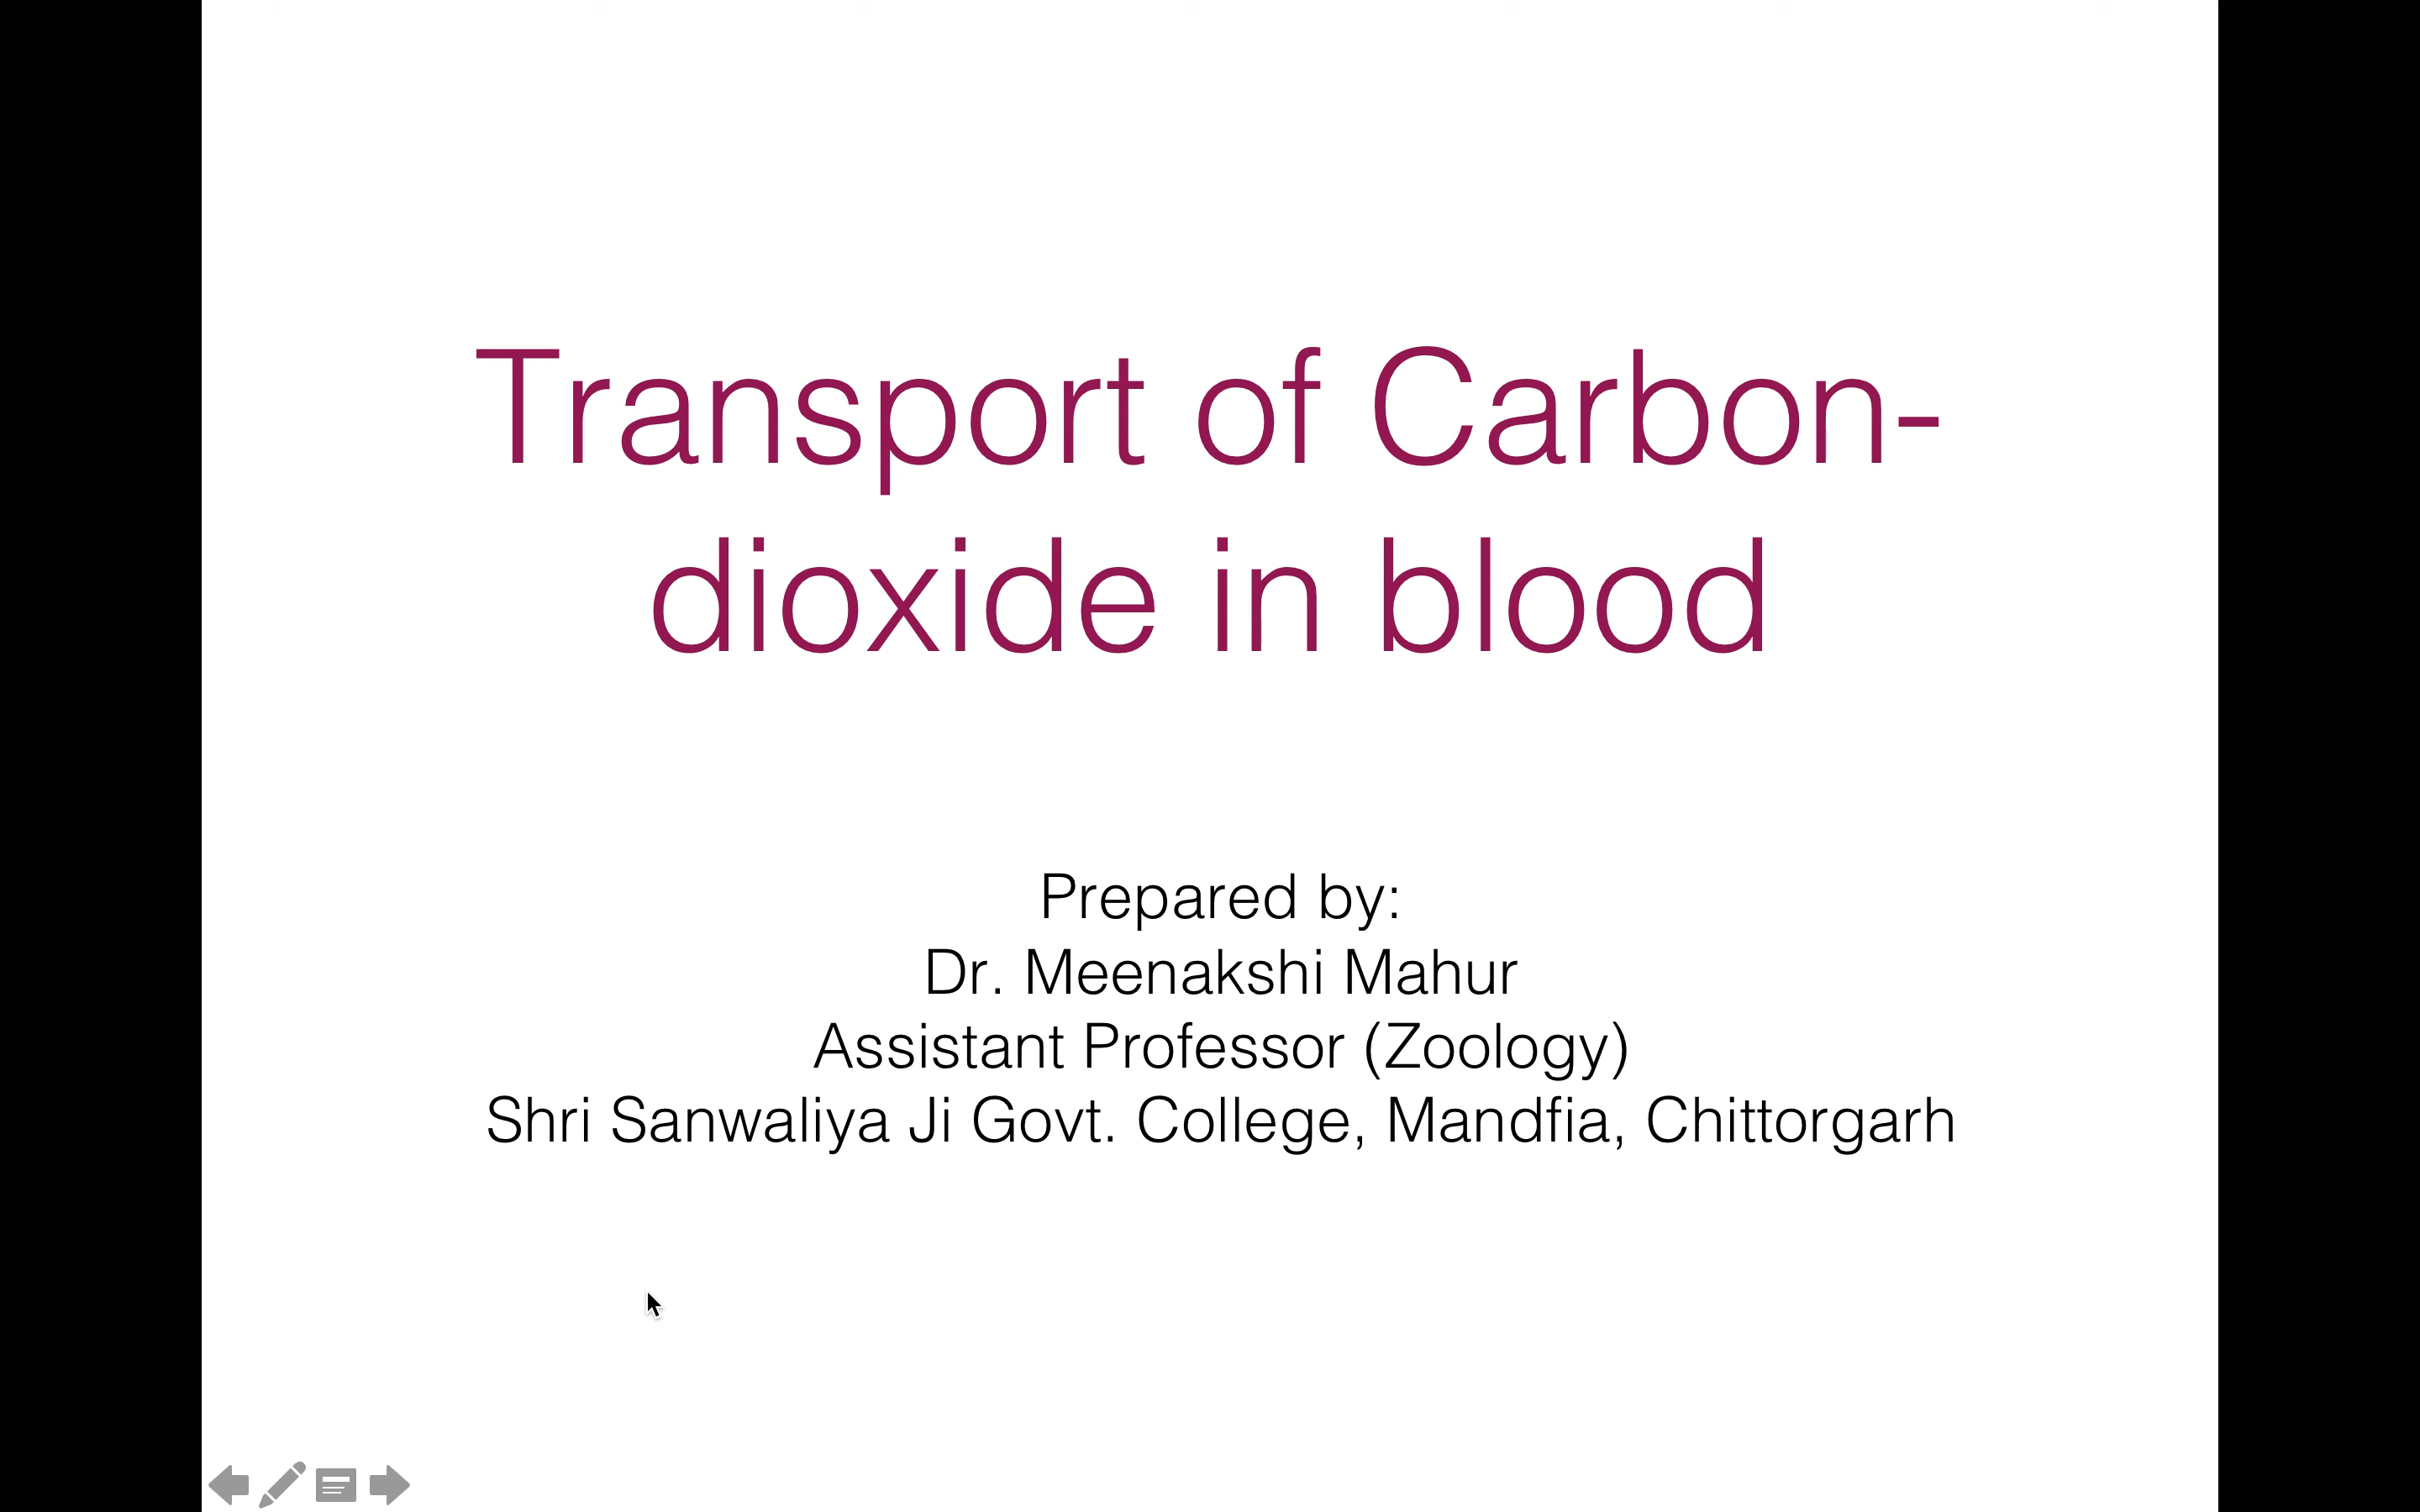 Transport of Carbon-
dioxide in blood
Prepared by:
Dr. Meenakshi Mahur
Assistant Professor (Zoology)
Shri Sanwaliya Ji Govt. College, Mandfia, Chittorgarh